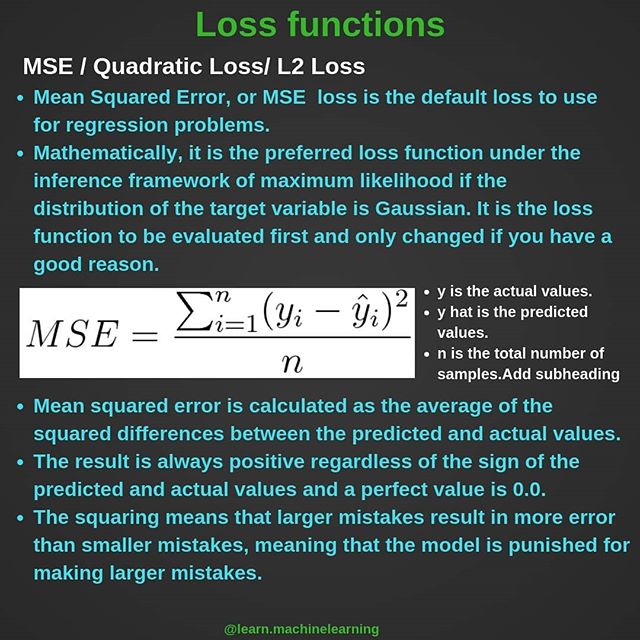 Loss functions
MSE / Quadratic Loss/ L2 Loss
• Mean Squared Error, or MSE  loss is the default loss to use
for regression problems.
• Mathematically, it is the preferred loss function under the
inference framework of maximum likelihood if the
distribution of the target variable is Gaussian. It is the loss
function to be evaluated first and only changed if you have a
good reason.
MSE = \frac{\sum_{i=1}^{n}(y_i - \hat{y}_i)^2}{n}
• y is the actual values.
• y hat is the predicted
values.
• n is the total number of
samples.Add subheading
• Mean squared error is calculated as the average of the
squared differences between the predicted and actual values.
• The result is always positive regardless of the sign of the
predicted and actual values and a perfect value is 0.0.
• The squaring means that larger mistakes result in more error
than smaller mistakes, meaning that the model is punished for
making larger mistakes.
@learn.machinelearning